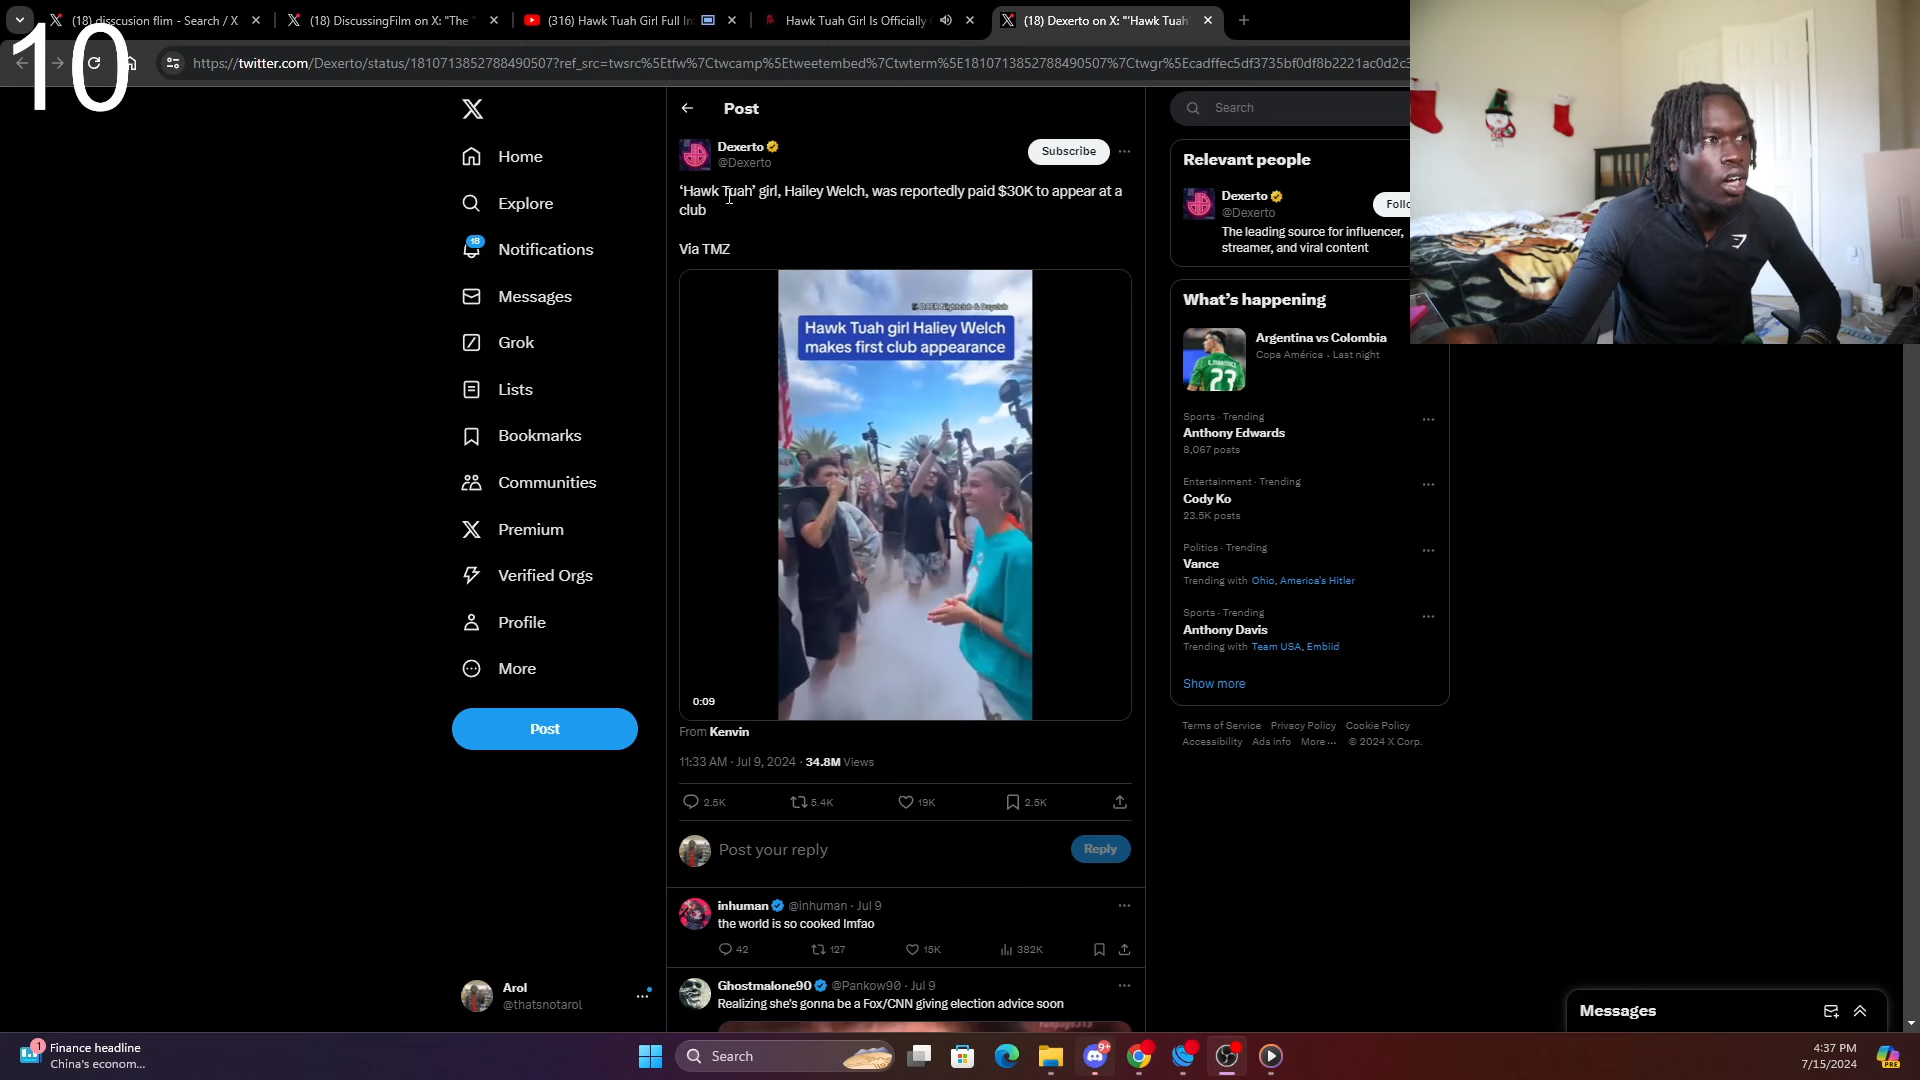 10
(18) disscusion flim - Search / X
(18) DiscussingFilm on X: "The "
(316) Hawk Tuah Girl Full In
Hawk Tuah Girl Is Officially
(18) Dexerto on X: "'Hawk Tuah'
https://twitter.com/Dexerto/status/1810713852788490507?ref_src=twsrc%5Etfw%7Ctwcamp%5Etweetembed%7Ctwterm%5E1810713852788490507%7Ctwgr%5Ecadffec5df3735bf0df8b2221ac0d2c3
Home
Explore
18
Notifications
Messages
Grok
Lists
Bookmarks
Communities
Premium
Verified Orgs
Profile
More
Post
Arol
@thatsnotarol
Post
Dexerto
@Dexerto
Subscribe
‘Hawk Tuah’ girl, Hailey Welch, was reportedly paid $30K to appear at a
club
Via TMZ
DAER Nightclub & Dayclub
Hawk Tuah girl Haliey Welch
makes first club appearance
0:09
From Kenvin
11:33 AM · Jul 9, 2024 · 34.8M Views
2.5K 5.4K 19K 2.5K
Post your reply
Reply
inhuman @inhuman · Jul 9
the world is so cooked lmfao
42 127 15K 382K
Ghostmalone90 @Pankow90 · Jul 9
Realizing she's gonna be a Fox/CNN giving election advice soon
Search
Relevant people
Dexerto
@Dexerto
Follo
The leading source for influencer,
streamer, and viral content
What’s happening
Argentina vs Colombia
Copa América · Last night
23
Sports · Trending
Anthony Edwards
8,067 posts
Entertainment · Trending
Cody Ko
23.5K posts
Politics · Trending
Vance
Trending with Ohio, America's Hitler
Sports · Trending
Anthony Davis
Trending with Team USA, Embiid
Show more
Terms of Service Privacy Policy Cookie Policy
Accessibility Ads info More ··· © 2024 X Corp.
Messages
1
Finance headline
China's econom...
Search
9+
4:37 PM
7/15/2024
PRE